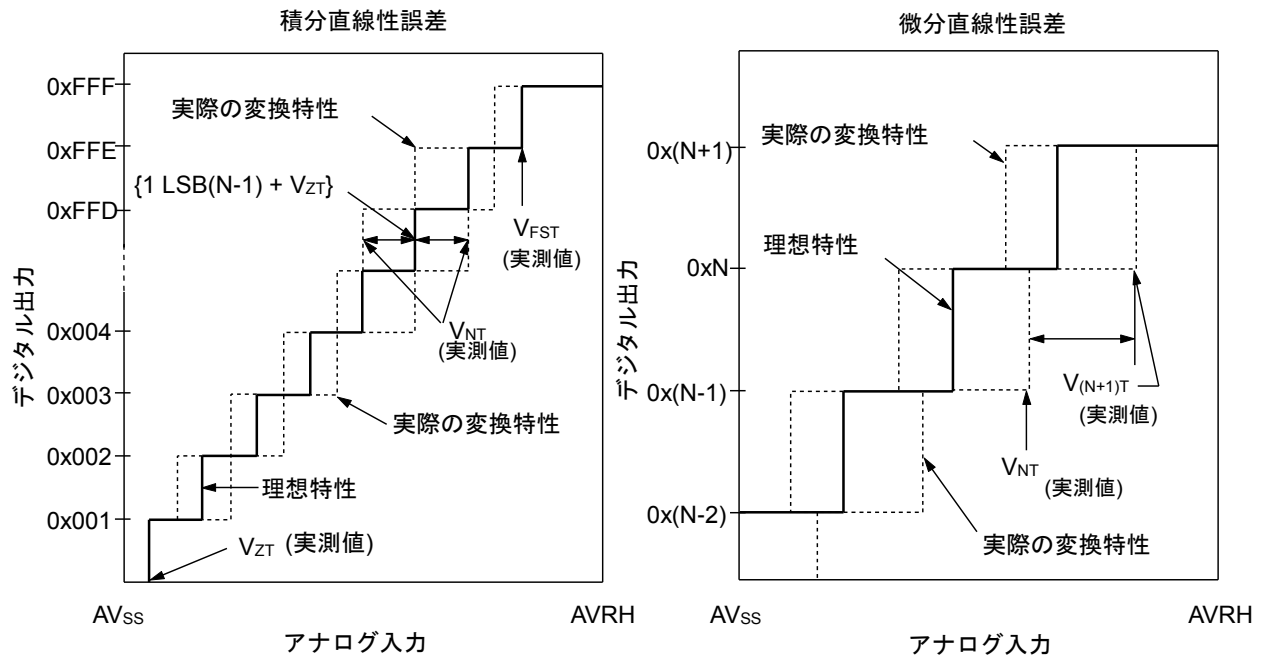 積分直線性誤差
0xFFF
0xFFE
0xFFD
0x004
0x003
0x002
0x001
デジタル出力
実際の変換特性
{1 LSB(N-1) + VZT}
VFST
(実測値)
VNT
(実測値)
実際の変換特性
理想特性
VZT (実測値)
AVSS
AVRH
アナログ入力
微分直線性誤差
0x(N+1)
0xN
0x(N-1)
0x(N-2)
デジタル出力
実際の変換特性
理想特性
V(N+1)T
(実測値)
VNT
(実測値)
実際の変換特性
AVSS
AVRH
アナログ入力